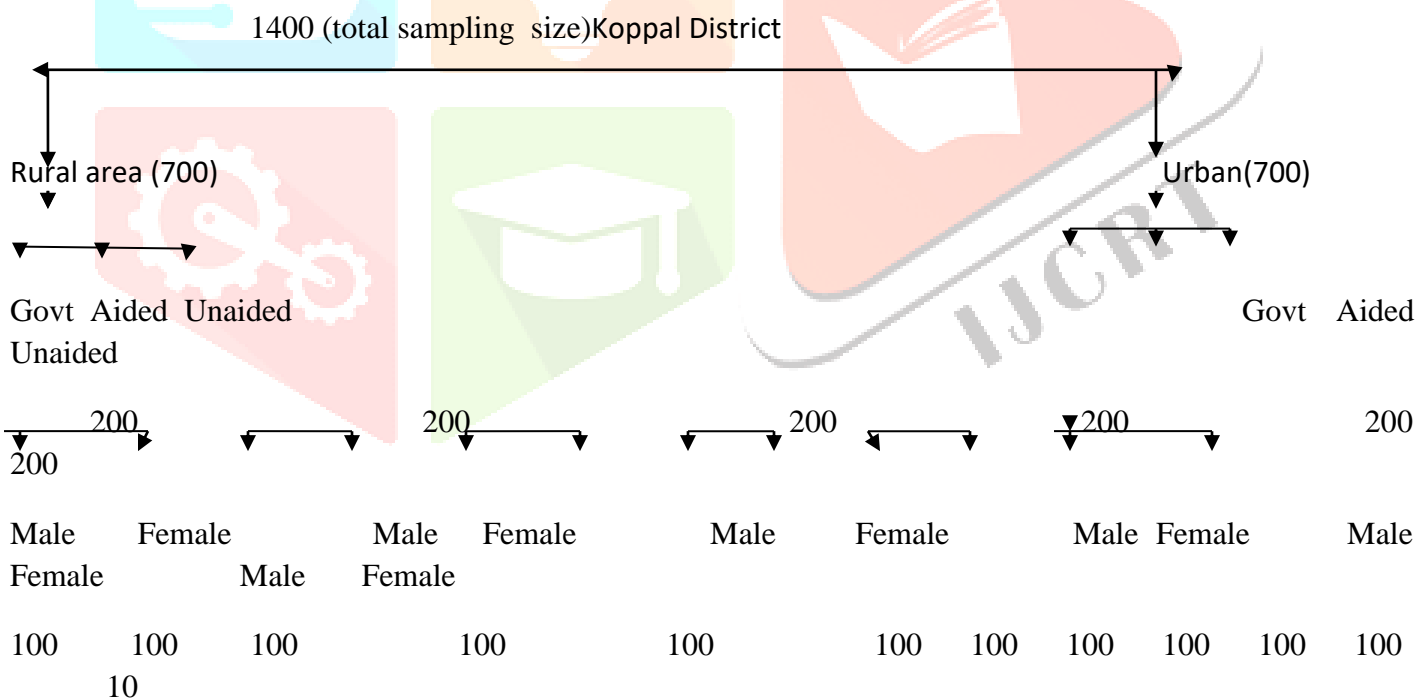 1400 (total sampling size)Koppal District
Rural area (700) Urban(700)
Govt Aided Unaided Govt Aided
Unaided
200 200 200 200 200
200
Male Female Male Female Male Female Male Female Male
Female Male Female
100 100 100 100 100 100 100 100 100 100 100
10
IJCRT